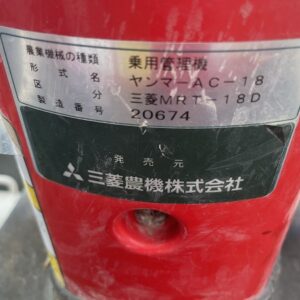 農業機械の種類 乗用管理機
形式名 ヤンマーAC－18
区分 三菱MRT－18D
製造番号 20674
発売元
三菱農機株式会社